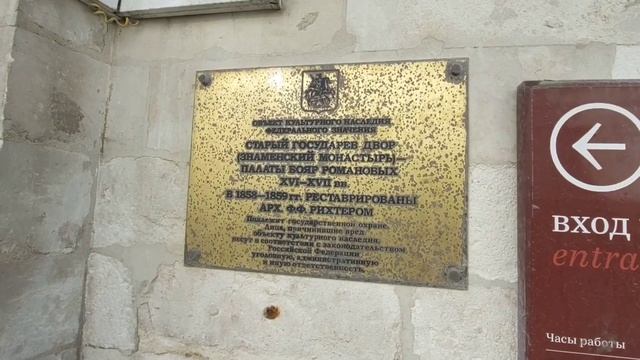 ОБЪЕКТ КУЛЬТУРНОГО НАСЛЕДИЯ
ФЕДЕРАЛЬНОГО ЗНАЧЕНИЯ
СТАРЫЙ ГОСУДАРЕВ ДВОР
(ЗНАМЕНСКИЙ МОНАСТЫРЬ)—
ПАЛАТЫ БОЯР РОМАНОВЫХ
XVI–XVII вв.
В 1858–1859 гг. РЕСТАВРИРОВАНЫ
АРХ. Ф.Ф. РИХТЕРОМ
Подлежит государственной охране.
Лица, причинившие вред
объекту культурного наследия,
несут в соответствии с законодательством
Российской Федерации
уголовную, административную
и иную ответственность.
ВХОД
entra
Часы работы